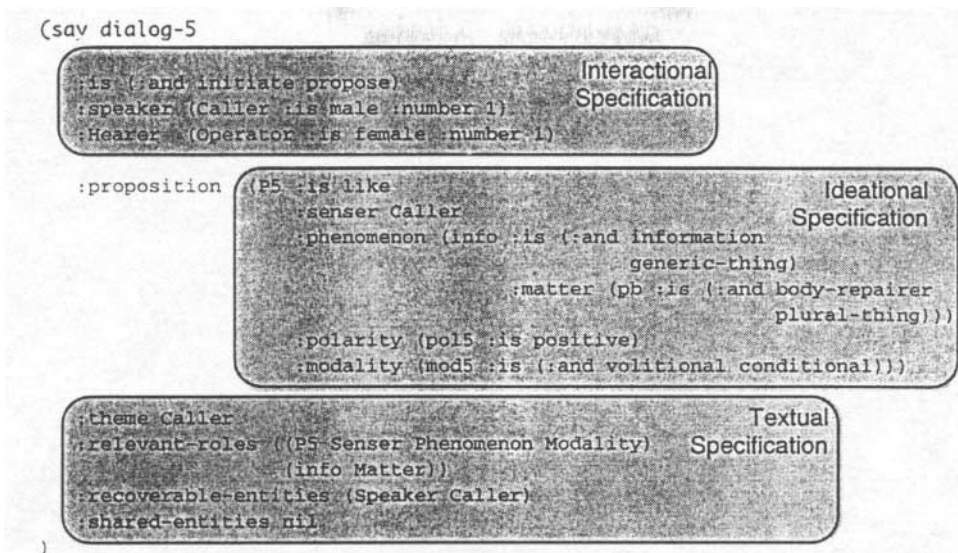 (say dialog-5
:is (:and initiate propose)
Interactional
Specification
:speaker (Caller :is male :number 1)
:Hearer (Operator :is female :number 1)
:proposition (P5 :is like
Ideational
Specification
:senser Caller
:phenomenon (info :is (:and information
generic-thing)
:matter (pb :is (:and body-repairer
plural-thing)))
:polarity (pol5 :is positive)
:modality (mod5 :is (:and volitional conditional)))
:theme Caller
Textual
Specification
:relevant-roles ((P5 Senser Phenomenon Modality)
(info Matter))
:recoverable-entities (Speaker Caller)
:shared-entities nil
)